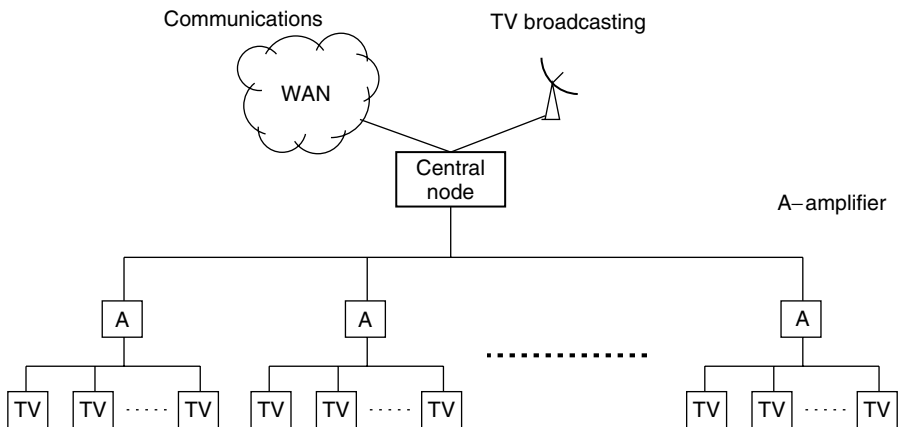 Communications
TV broadcasting
WAN
Central
node
A–amplifier
A
A
A
TV
TV
TV
TV
TV
TV
TV
TV
TV